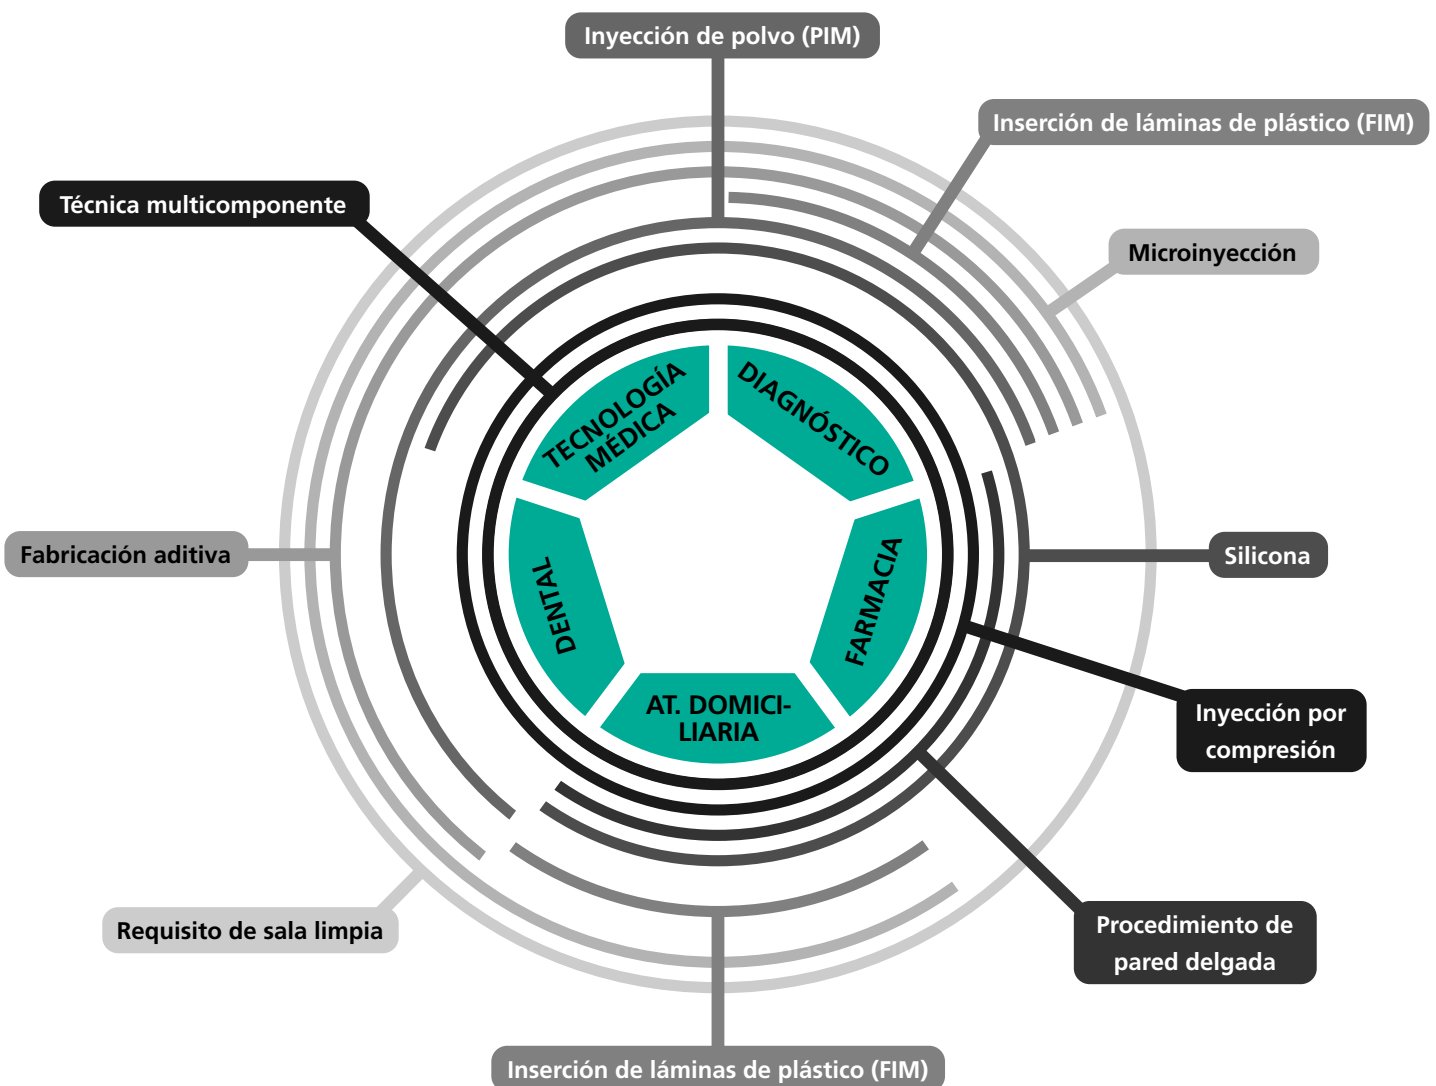 Inyección de polvo (PIM)
Inserción de láminas de plástico (FIM)
Técnica multicomponente
Microinyección
TECNOLOGÍA
MÉDICA
DIAGNÓSTICO
Fabricación aditiva
Silicona
DENTAL
FARMACIA
AT. DOMICI-
LIARIA
Inyección por
compresión
Requisito de sala limpia
Procedimiento de
pared delgada
Inserción de láminas de plástico (FIM)